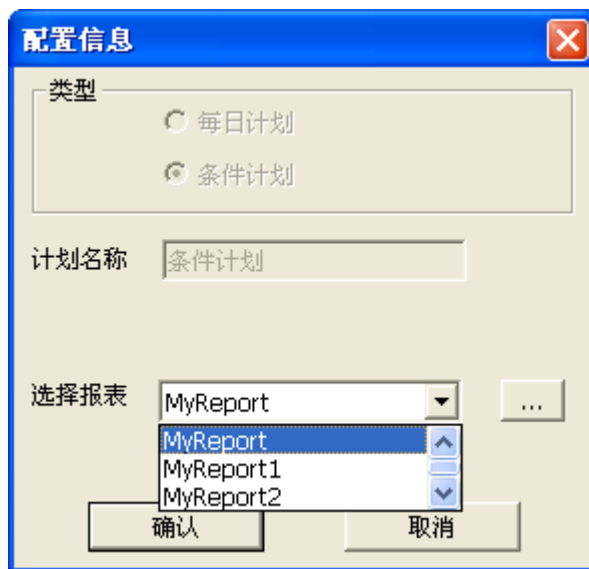 配置信息
类型
每日计划
条件计划
计划名称 条件计划
选择报表 MyReport ...
MyReport
MyReport1
MyReport2
确认 取消